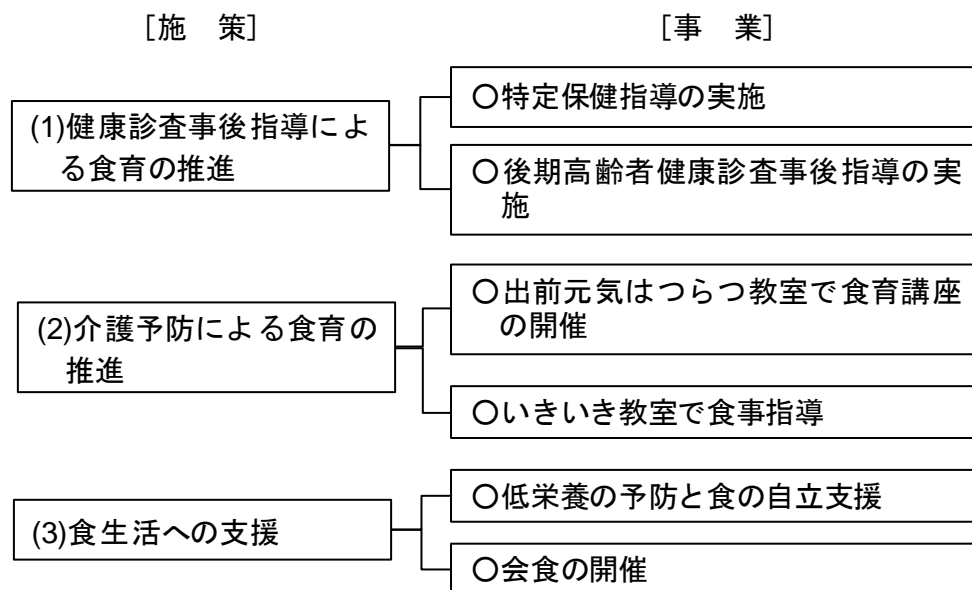 [施　策]
[事　業]
(1)健康診査事後指導によ
る食育の推進
〇特定保健指導の実施
〇後期高齢者健康診査事後指導の実
施
(2)介護予防による食育の
推進
〇出前元気はつらつ教室で食育講座
の開催
〇いきいき教室で食事指導
(3)食生活への支援
〇低栄養の予防と食の自立支援
〇会食の開催